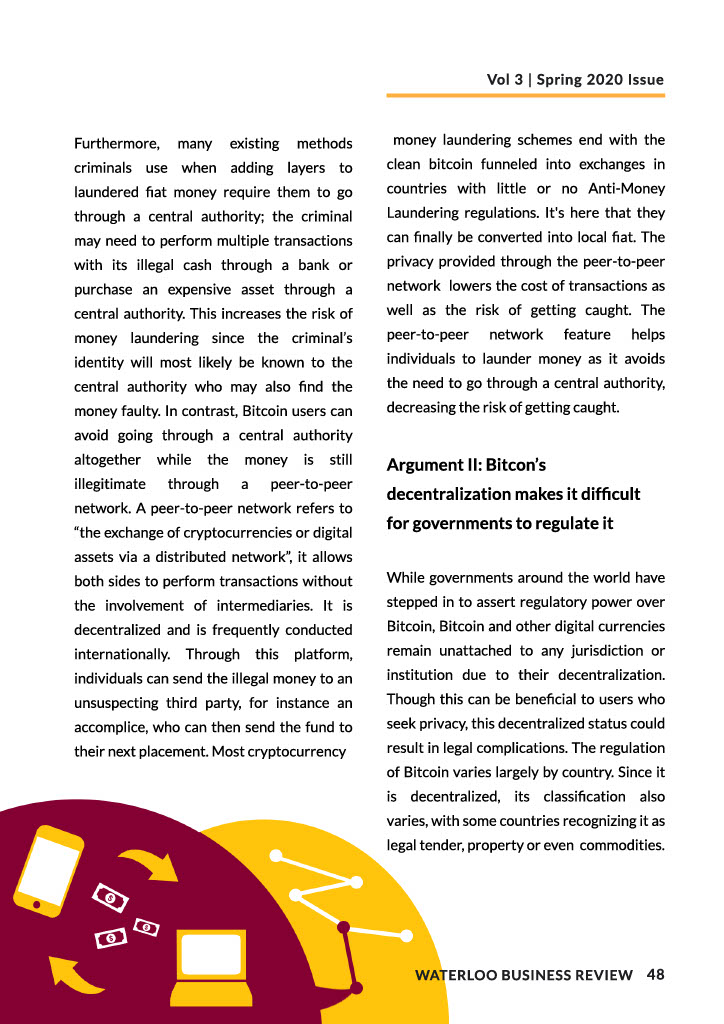 Vol 3 | Spring 2020 Issue
Furthermore, many existing methods
criminals use when adding layers to
laundered fiat money require them to go
through a central authority; the criminal
may need to perform multiple transactions
with its illegal cash through a bank or
purchase an expensive asset through a
central authority. This increases the risk of
money laundering since the criminal's
identity will most likely be known to the
central authority who may also find the
money faulty. In contrast, Bitcoin users can
avoid going through a central authority
altogether while the money is still
illegitimate through a peer-to-peer
network. A peer-to-peer network refers to
“the exchange of cryptocurrencies or digital
assets via a distributed network”, it allows
both sides to perform transactions without
the involvement of intermediaries. It is
decentralized and is frequently conducted
internationally. Through this platform,
individuals can send the illegal money to an
unsuspecting third party, for instance an
accomplice, who can then send the fund to
their next placement. Most cryptocurrency
money laundering schemes end with the
clean bitcoin funneled into exchanges in
countries with little or no Anti-Money
Laundering regulations. It's here that they
can finally be converted into local fiat. The
privacy provided through the peer-to-peer
network lowers the cost of transactions as
well as the risk of getting caught. The
peer-to-peer network feature helps
individuals to launder money as it avoids
the need to go through a central authority,
decreasing the risk of getting caught.
Argument II: Bitcon's
decentralization makes it difficult
for governments to regulate it
While governments around the world have
stepped in to assert regulatory power over
Bitcoin, Bitcoin and other digital currencies
remain unattached to any jurisdiction or
institution due to their decentralization.
Though this can be beneficial to users who
seek privacy, this decentralized status could
result in legal complications. The regulation
of Bitcoin varies largely by country. Since it
is decentralized, its classification also
varies, with some countries recognizing it as
legal tender, property or even commodities.
WATERLOO BUSINESS REVIEW 48